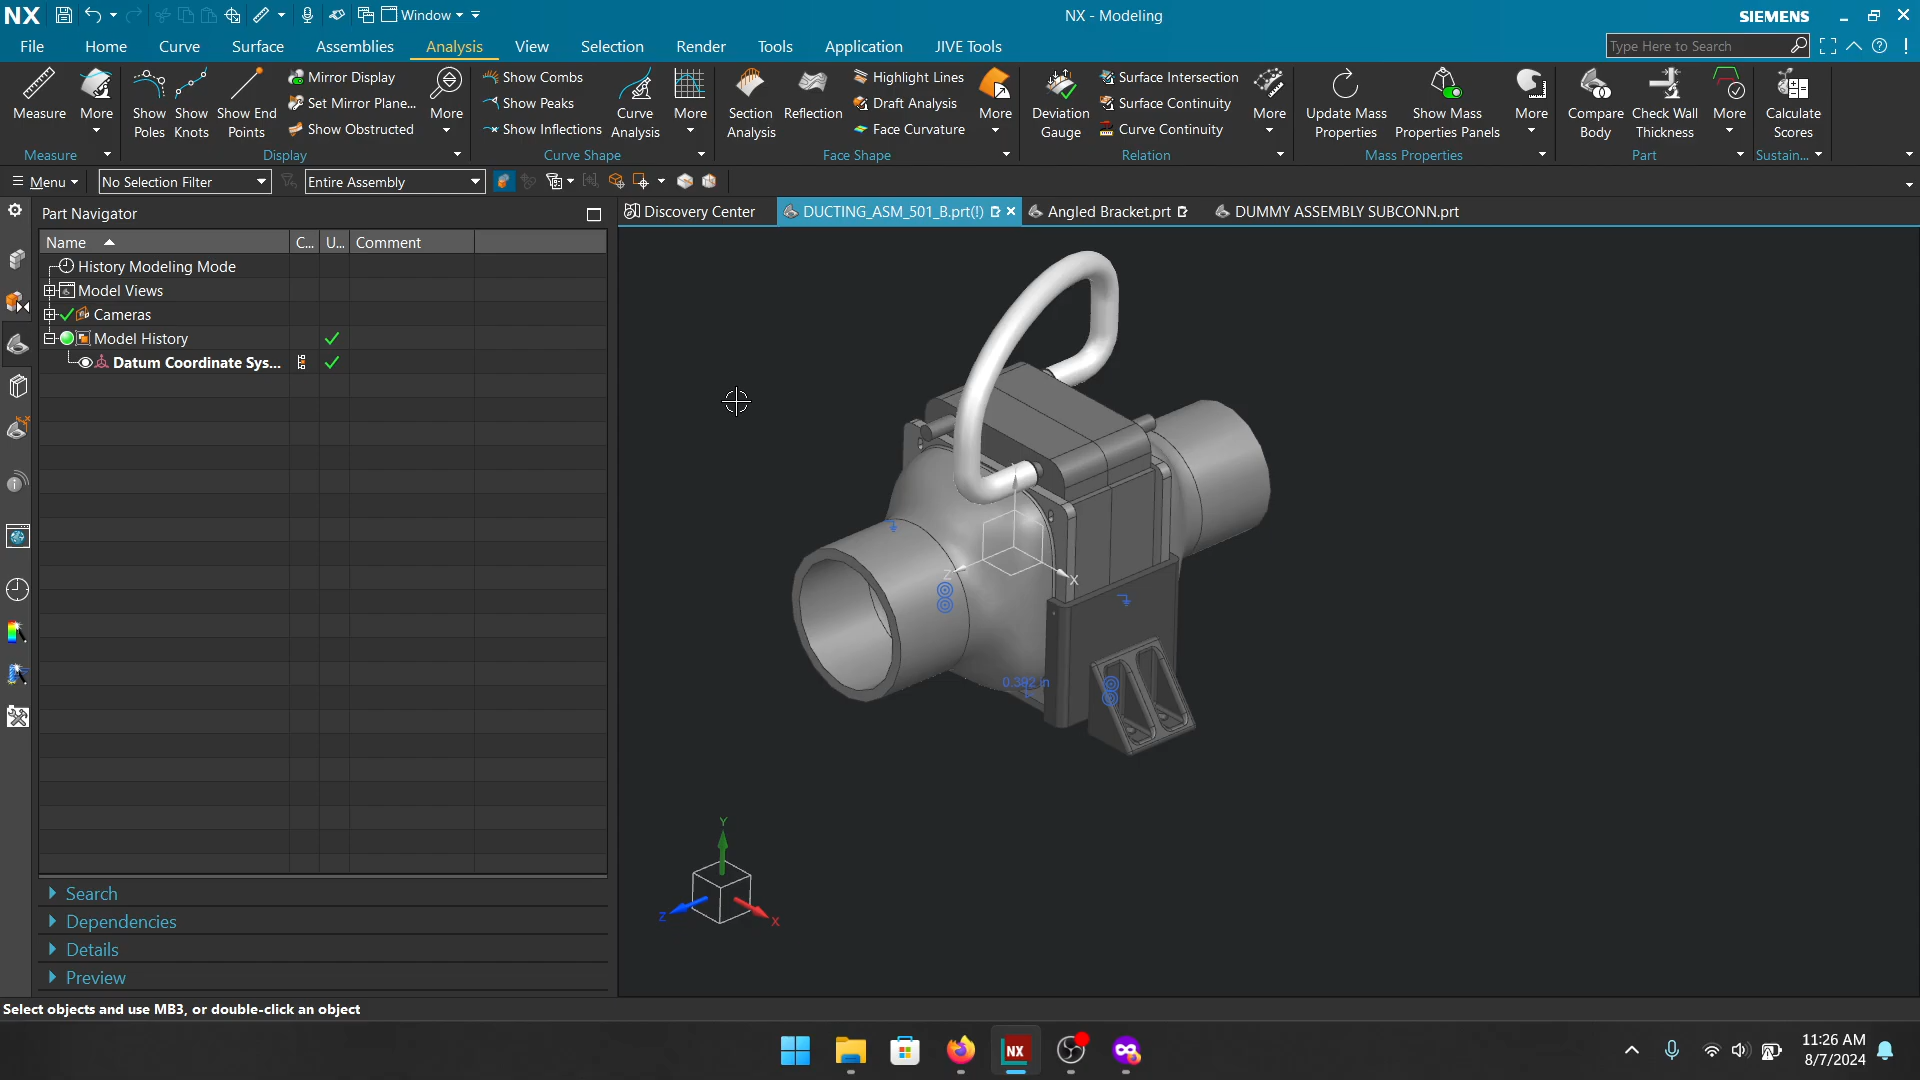 NX Window NX - Modeling SIEMENS
File Home Curve Surface Assemblies Analysis View Selection Render Tools Application JIVE Tools Type Here to Search
Measure More Show Poles Show Knots Show End Points Mirror Display Set Mirror Plane... Show Obstructed More Show Combs Show Peaks Show Inflections Curve Analysis More Section Analysis Reflection Highlight Lines Draft Analysis Face Curvature More Deviation Gauge Surface Intersection Surface Continuity Curve Continuity More Update Mass Properties Show Mass Properties Panels More Compare Body Check Wall Thickness More Calculate Scores
Measure Display Curve Shape Face Shape Relation Mass Properties Part Sustain...
Menu No Selection Filter Entire Assembly
Part Navigator Discovery Center DUCTING_ASM_501_B.prt(!) Angled Bracket.prt DUMMY ASSEMBLY SUBCONN.prt
Name C... U... Comment
History Modeling Mode
Model Views
Cameras
Model History
Datum Coordinate Sys...
Z X
0.392 in
Y
Z X
Search
Dependencies
Details
Preview
Select objects and use MB3, or double-click an object
NX 11:26 AM
8/7/2024